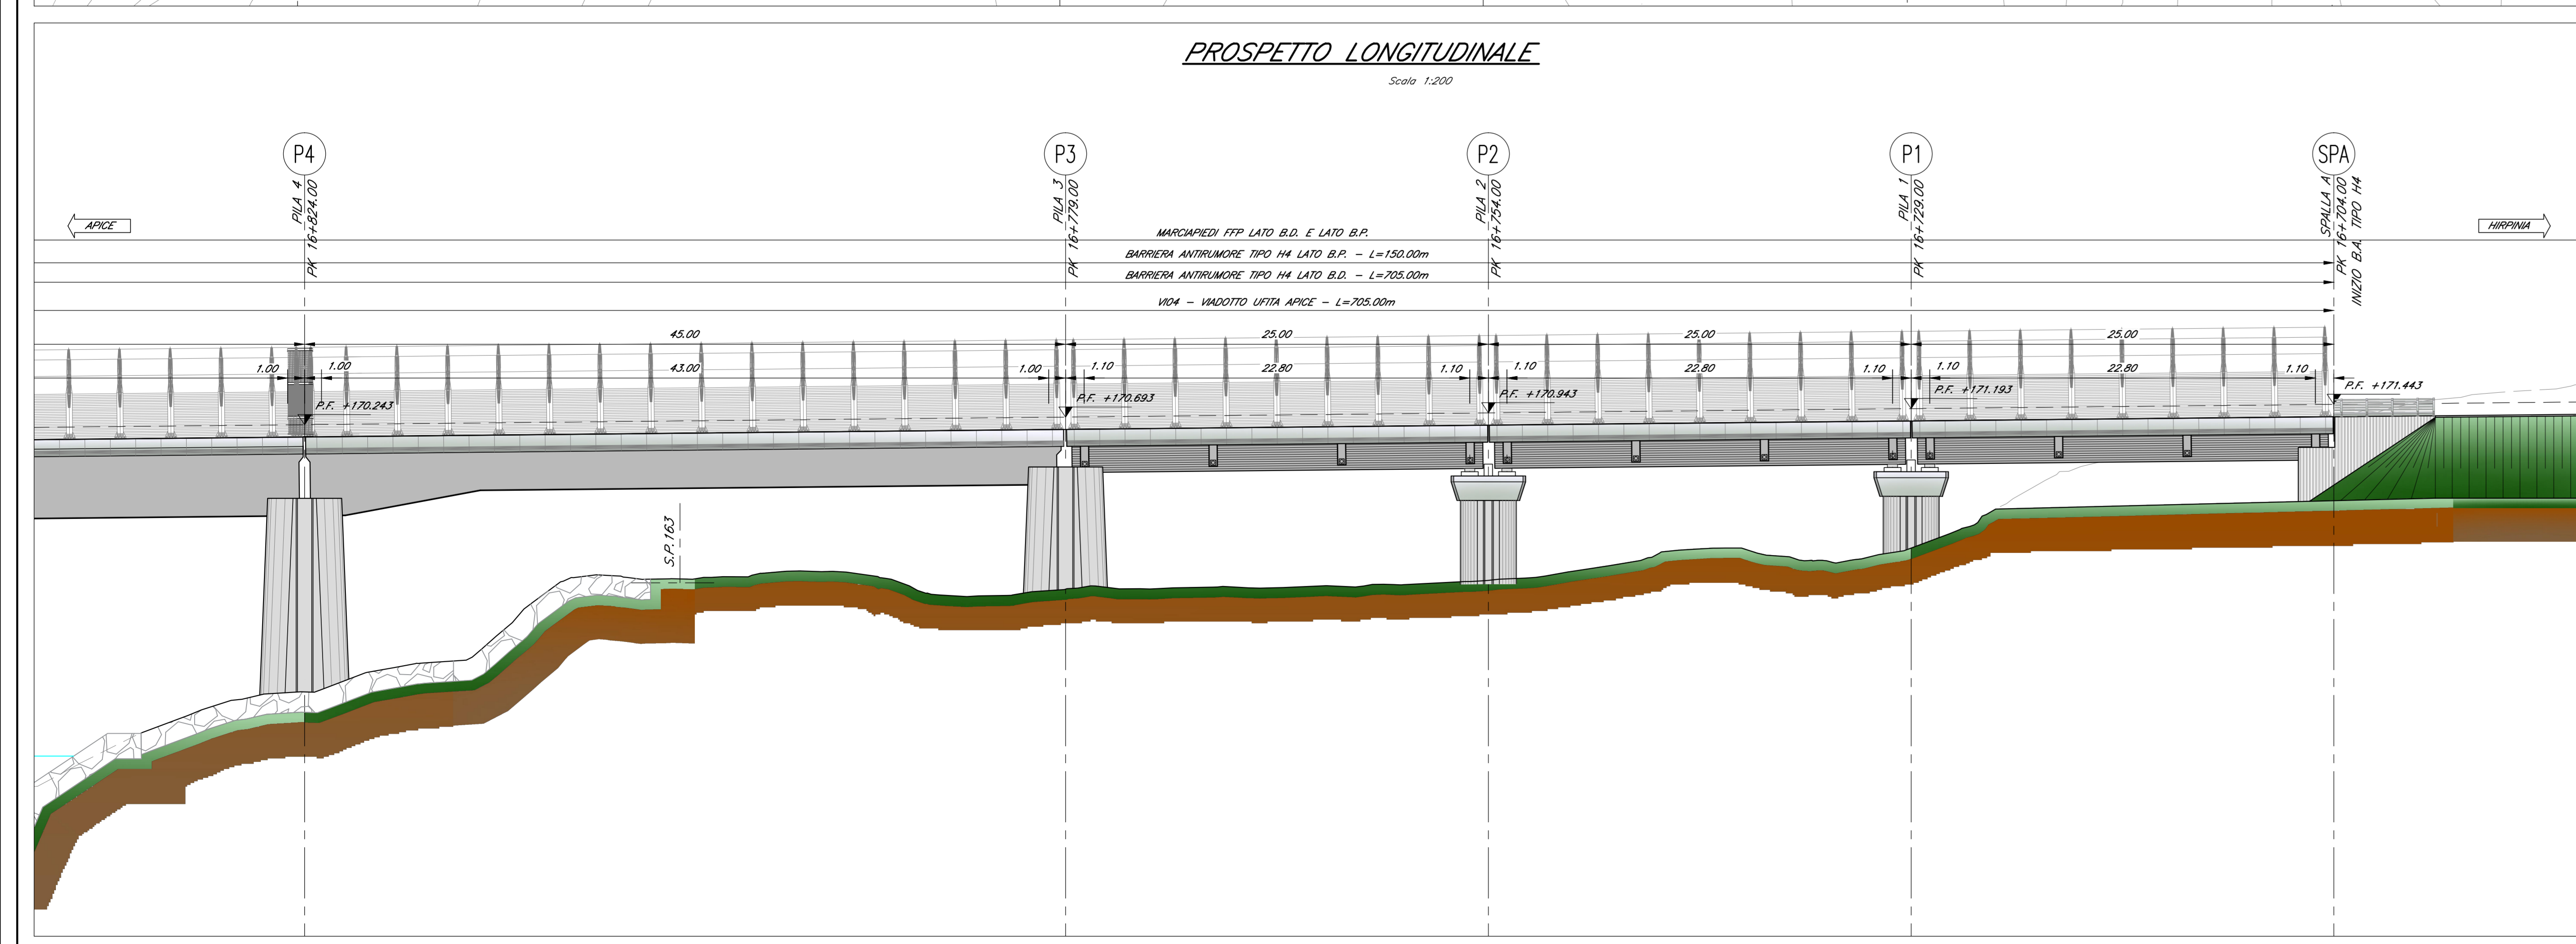 PROSPETTO LONGITUDINALE
Scala 1:200
P4
P3
P2
P1
SPA
PILA 4
PK 16+824.00
PILA 3
PK 16+779.00
PILA 2
PK 16+754.00
PILA 1
PK 16+729.00
SPALLA A
PK 16+704.00
INIZIO B.A. TIPO H4
APICE
HIRPINIA
MARCIAPIEDI FFP LATO B.D. E LATO B.P.
BARRIERA ANTIRUMORE TIPO H4 LATO B.P. - L=150.00m
BARRIERA ANTIRUMORE TIPO H4 LATO B.D. - L=705.00m
VI04 - VIADOTTO UFITA APICE - L=705.00m
45.00 25.00 25.00 25.00
1.00 1.00 43.00 1.00 1.10 22.80 1.10 1.10 22.80 1.10 1.10 22.80 1.10
P.F. +170.243
P.F. +170.693
P.F. +170.943
P.F. +171.193
P.F. +171.443
S.P.163